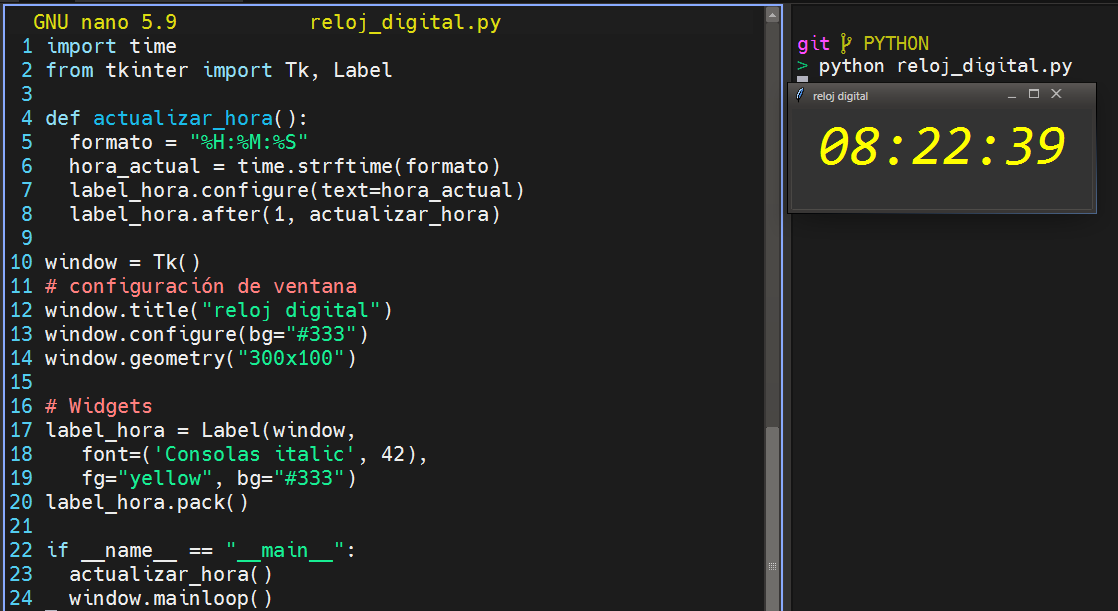 GNU nano 5.9 reloj_digital.py
1 import time
2 from tkinter import Tk, Label
3
4 def actualizar_hora():
5   formato = "%H:%M:%S"
6   hora_actual = time.strftime(formato)
7   label_hora.configure(text=hora_actual)
8   label_hora.after(1, actualizar_hora)
9
10 window = Tk()
11 # configuración de ventana
12 window.title("reloj digital")
13 window.configure(bg="#333")
14 window.geometry("300x100")
15
16 # Widgets
17 label_hora = Label(window,
18    font=('Consolas italic', 42),
19    fg="yellow", bg="#333")
20 label_hora.pack()
21
22 if __name__ == "__main__":
23   actualizar_hora()
24   window.mainloop()
git PYTHON
> python reloj_digital.py
reloj digital
08:22:39